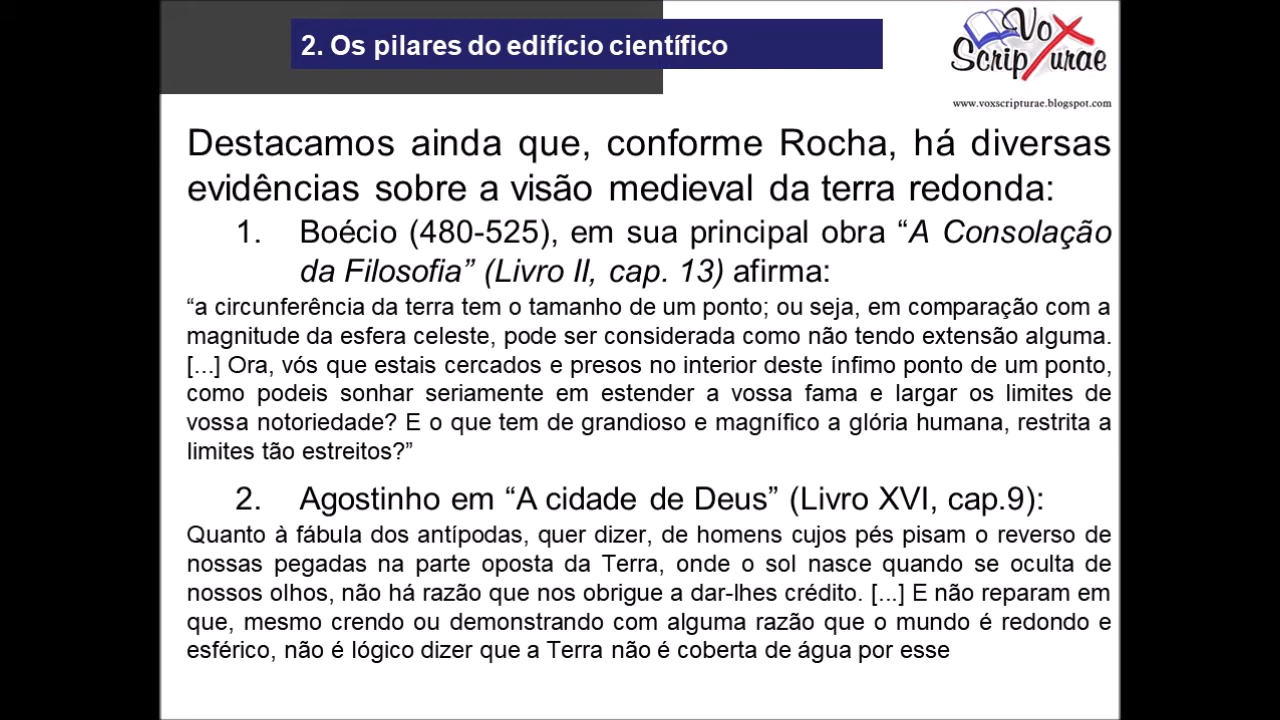 2. Os pilares do edifício científico
Vox
Scripturae
www.voxscripturae.blogspot.com
Destacamos ainda que, conforme Rocha, há diversas
evidências sobre a visão medieval da terra redonda:
1. Boécio (480-525), em sua principal obra “A Consolação
da Filosofia” (Livro II, cap. 13) afirma:
“a circunferência da terra tem o tamanho de um ponto; ou seja, em comparação com a
magnitude da esfera celeste, pode ser considerada como não tendo extensão alguma.
[...] Ora, vós que estais cercados e presos no interior deste ínfimo ponto de um ponto,
como podeis sonhar seriamente em estender a vossa fama e largar os limites de
vossa notoriedade? E o que tem de grandioso e magnífico a glória humana, restrita a
limites tão estreitos?”
2. Agostinho em “A cidade de Deus” (Livro XVI, cap.9):
Quanto à fábula dos antípodas, quer dizer, de homens cujos pés pisam o reverso de
nossas pegadas na parte oposta da Terra, onde o sol nasce quando se oculta de
nossos olhos, não há razão que nos obrigue a dar-lhes crédito. [...] E não reparam em
que, mesmo crendo ou demonstrando com alguma razão que o mundo é redondo e
esférico, não é lógico dizer que a Terra não é coberta de água por esse